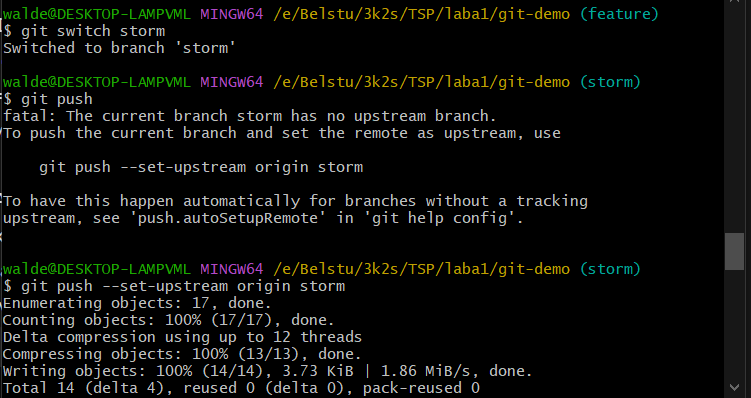 walde@DESKTOP-LAMPVML MINGW64 /e/Belstu/3k2s/TSP/laba1/git-demo (feature)
$ git switch storm
Switched to branch 'storm'
walde@DESKTOP-LAMPVML MINGW64 /e/Belstu/3k2s/TSP/laba1/git-demo (storm)
$ git push
fatal: The current branch storm has no upstream branch.
To push the current branch and set the remote as upstream, use
    git push --set-upstream origin storm
To have this happen automatically for branches without a tracking
upstream, see 'push.autoSetupRemote' in 'git help config'.
walde@DESKTOP-LAMPVML MINGW64 /e/Belstu/3k2s/TSP/laba1/git-demo (storm)
$ git push --set-upstream origin storm
Enumerating objects: 17, done.
Counting objects: 100% (17/17), done.
Delta compression using up to 12 threads
Compressing objects: 100% (13/13), done.
Writing objects: 100% (14/14), 3.73 KiB | 1.86 MiB/s, done.
Total 14 (delta 4), reused 0 (delta 0), pack-reused 0